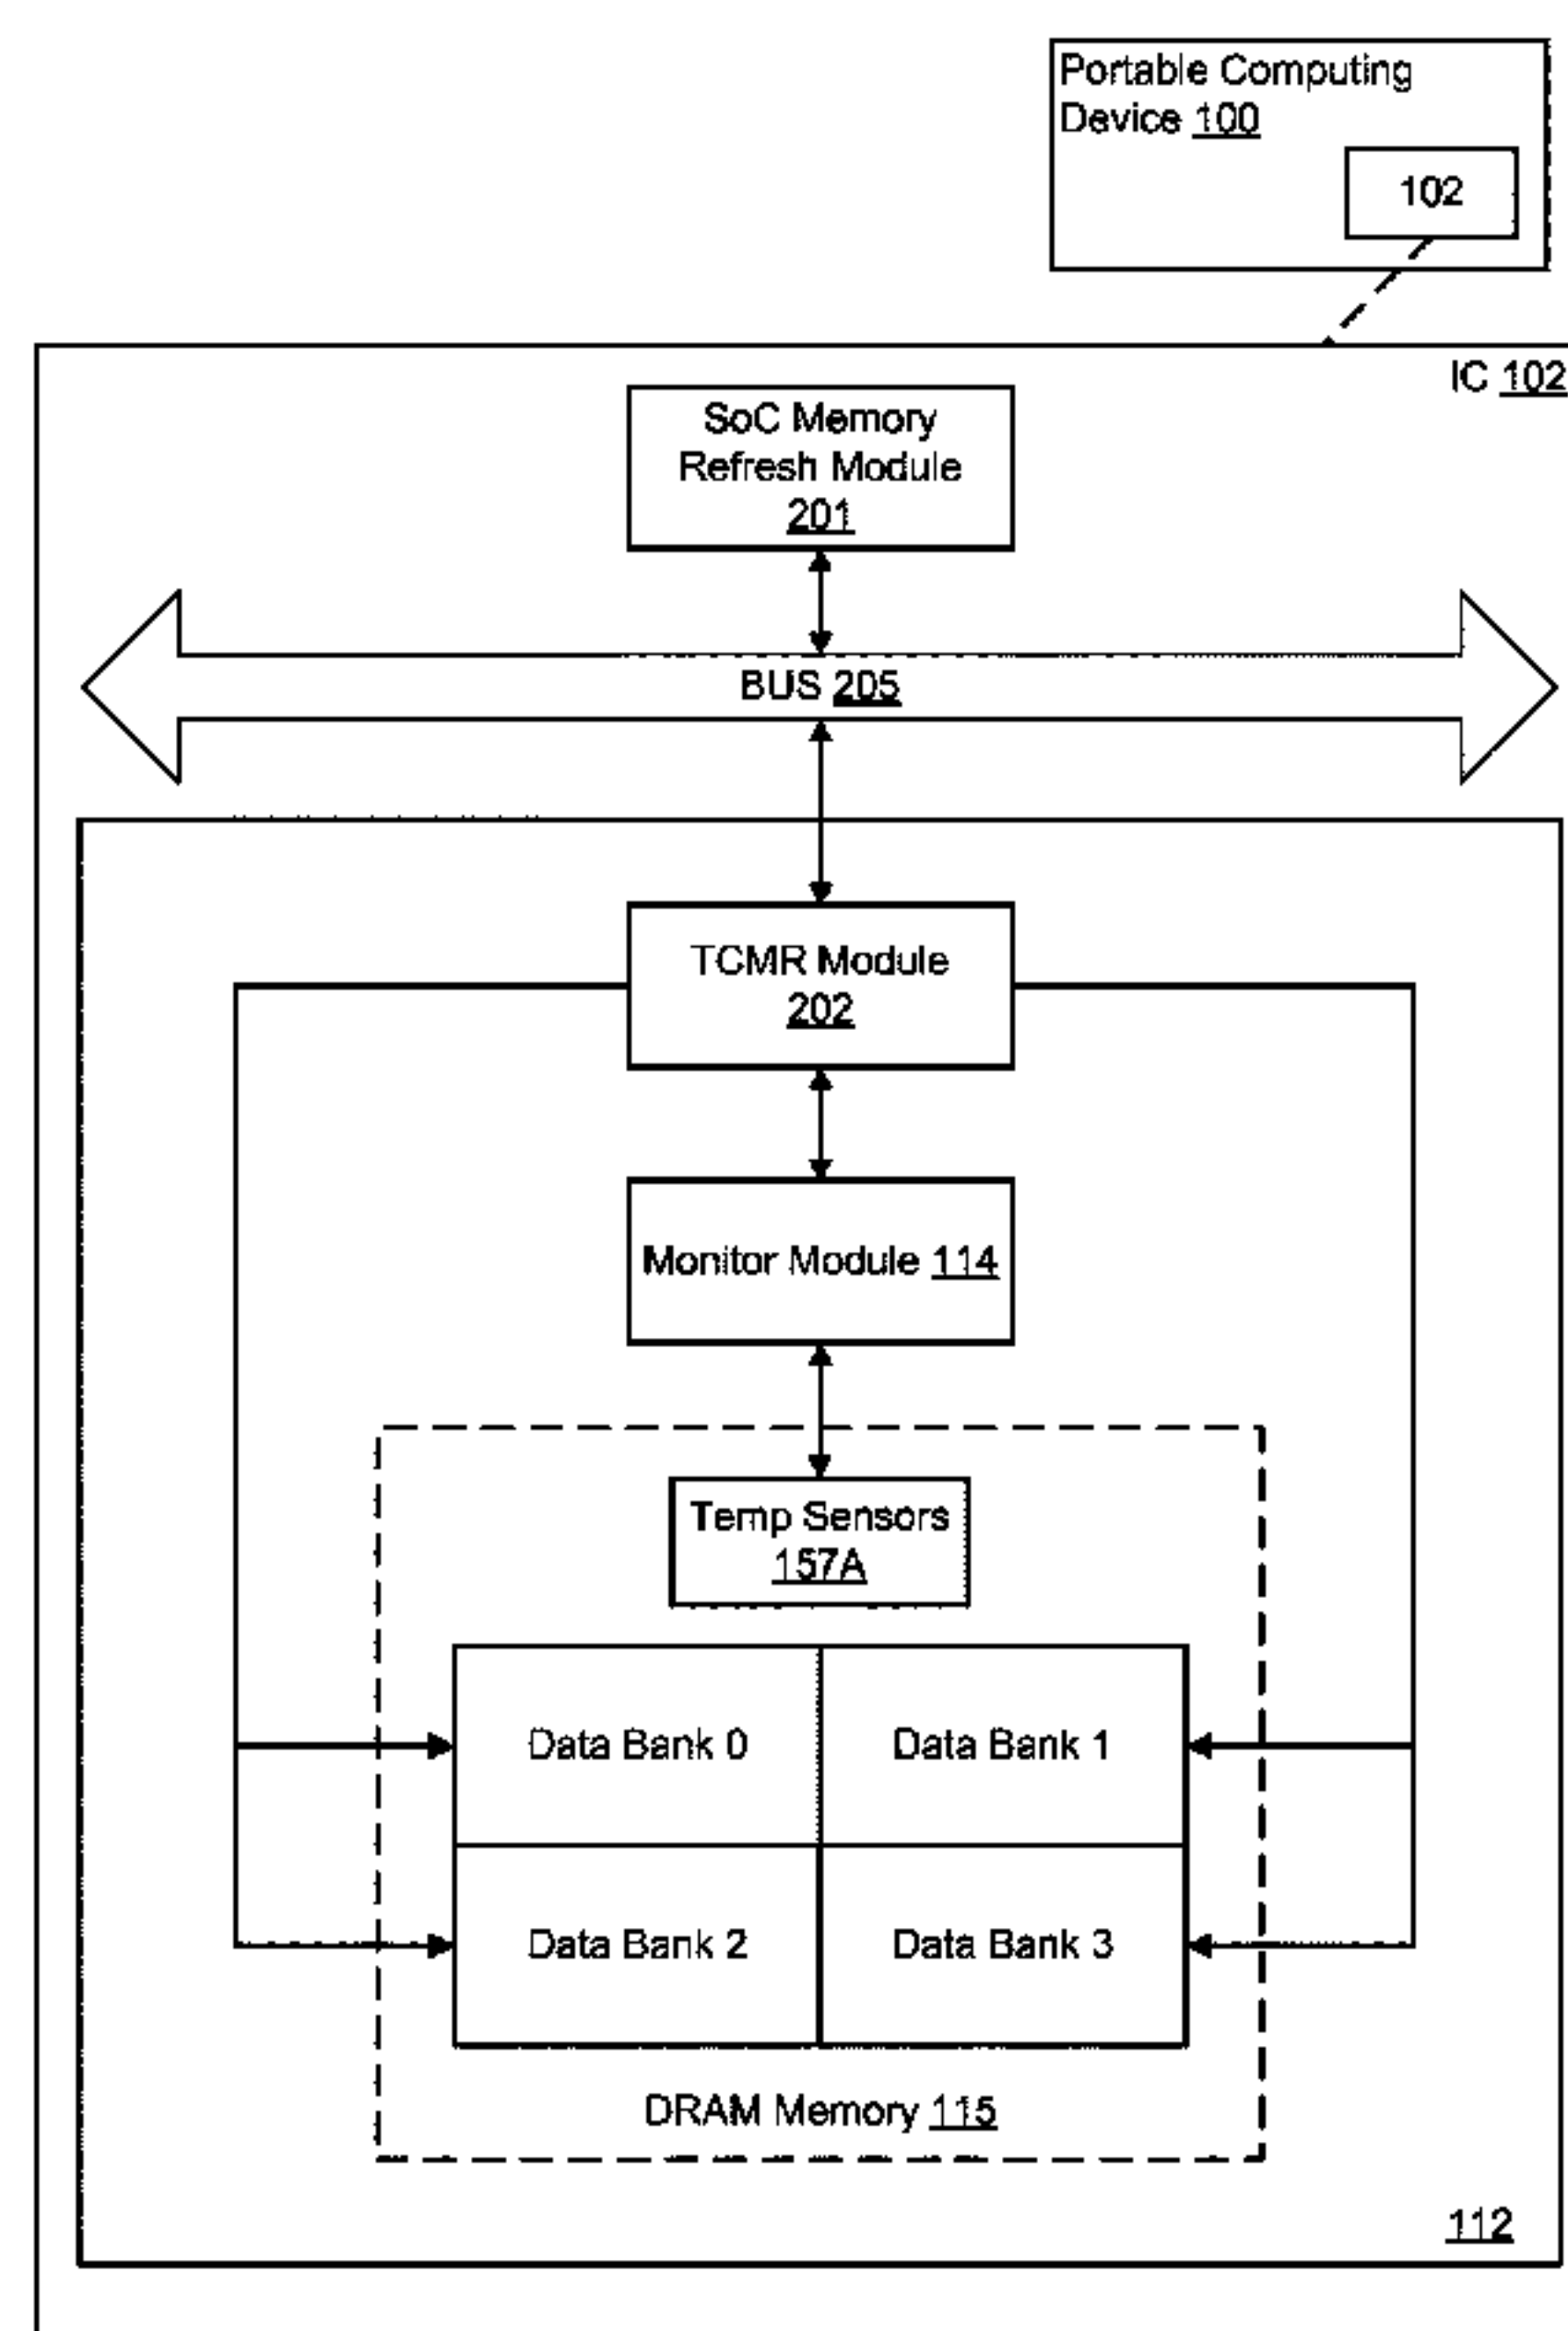 Portable Computing
Device 100
102
IC 102
SoC Memory
Refresh Module
201
BUS 205
TCMR Module
202
Monitor Module 114
Temp Sensors
157A
Data Bank 0
Data Bank 1
Data Bank 2
Data Bank 3
DRAM Memory 115
112